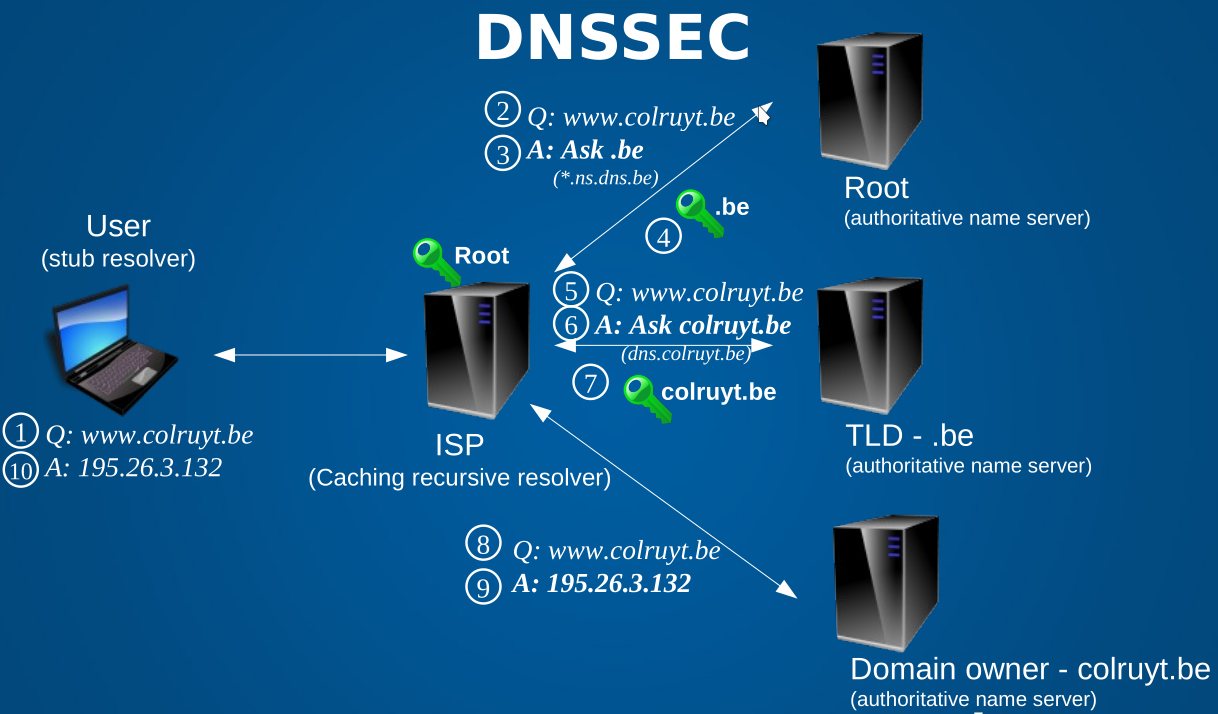 DNSSEC
2 Q: www.colruyt.be
3 A: Ask .be
(*.ns.dns.be)
Root
(authoritative name server)
.be
4
User
(stub resolver)
Root
5 Q: www.colruyt.be
6 A: Ask colruyt.be
(dns.colruyt.be)
7 colruyt.be
1 Q: www.colruyt.be
10 A: 195.26.3.132
ISP
(Caching recursive resolver)
TLD - .be
(authoritative name server)
8 Q: www.colruyt.be
9 A: 195.26.3.132
Domain owner - colruyt.be
(authoritative name server)